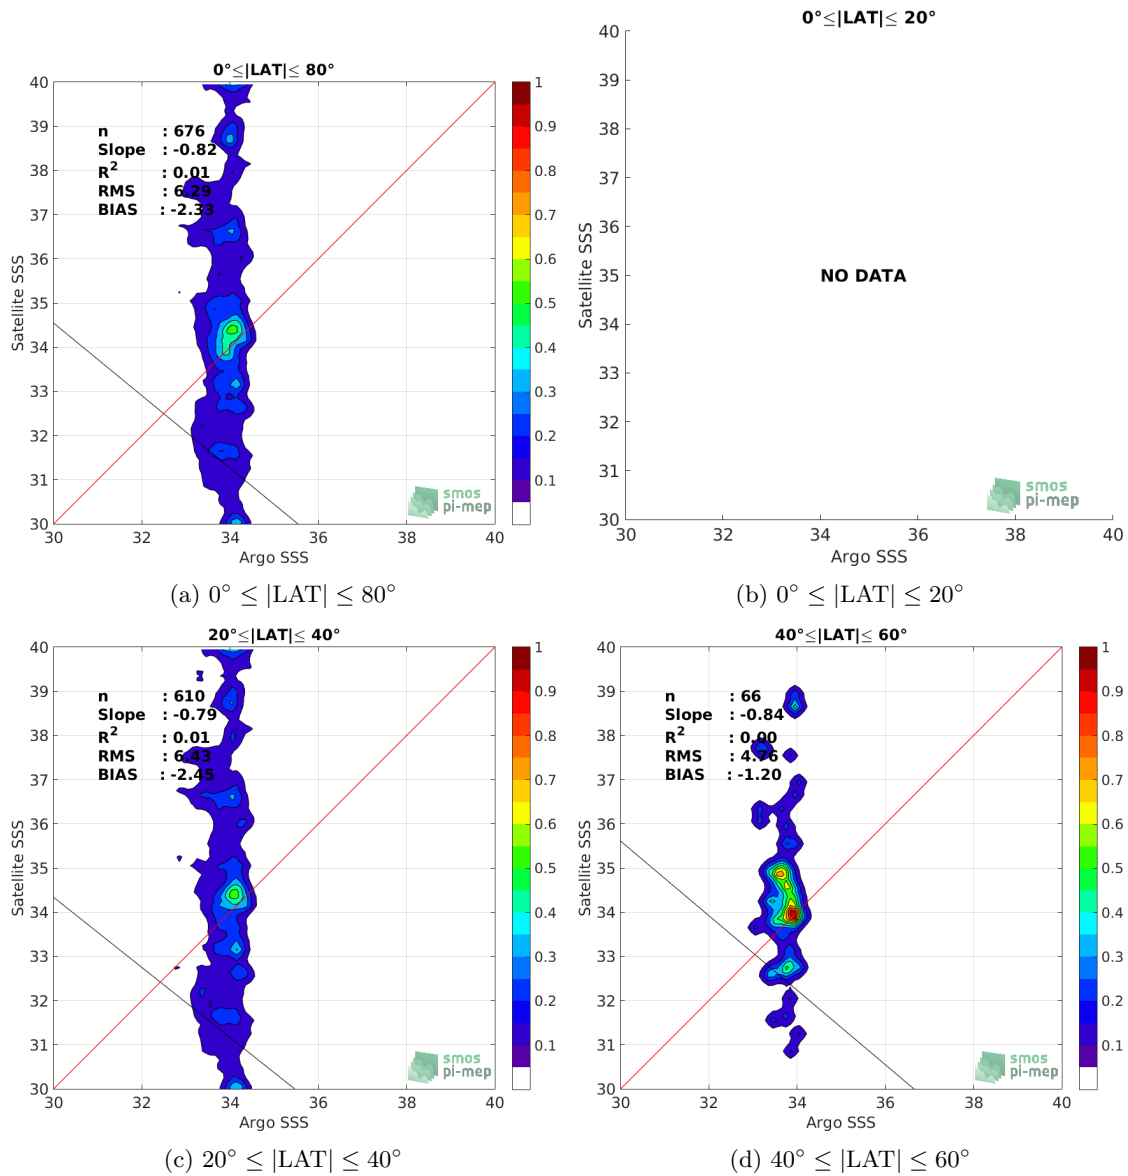 0°≤|LAT|≤ 80°
40
39
38
37
36
35
34
33
32
31
30
Satellite SSS
n : 676
Slope : -0.82
R2 : 0.01
RMS : 6.29
BIAS : -2.33
smos
pi-mep
30 32 34 36 38 40
Argo SSS
1
0.9
0.8
0.7
0.6
0.5
0.4
0.3
0.2
0.1
(a) 0° ≤ |LAT| ≤ 80°
0°≤|LAT|≤ 20°
40
39
38
37
36
35
34
33
32
31
30
Satellite SSS
NO DATA
smos
pi-mep
30 32 34 36 38 40
Argo SSS
(b) 0° ≤ |LAT| ≤ 20°
20°≤|LAT|≤ 40°
40
39
38
37
36
35
34
33
32
31
30
Satellite SSS
n : 610
Slope : -0.79
R2 : 0.01
RMS : 6.43
BIAS : -2.45
smos
pi-mep
30 32 34 36 38 40
Argo SSS
1
0.9
0.8
0.7
0.6
0.5
0.4
0.3
0.2
0.1
(c) 20° ≤ |LAT| ≤ 40°
40°≤|LAT|≤ 60°
40
39
38
37
36
35
34
33
32
31
30
Satellite SSS
n : 66
Slope : -0.84
R2 : 0.00
RMS : 4.76
BIAS : -1.20
smos
pi-mep
30 32 34 36 38 40
Argo SSS
1
0.9
0.8
0.7
0.6
0.5
0.4
0.3
0.2
0.1
(d) 40° ≤ |LAT| ≤ 60°